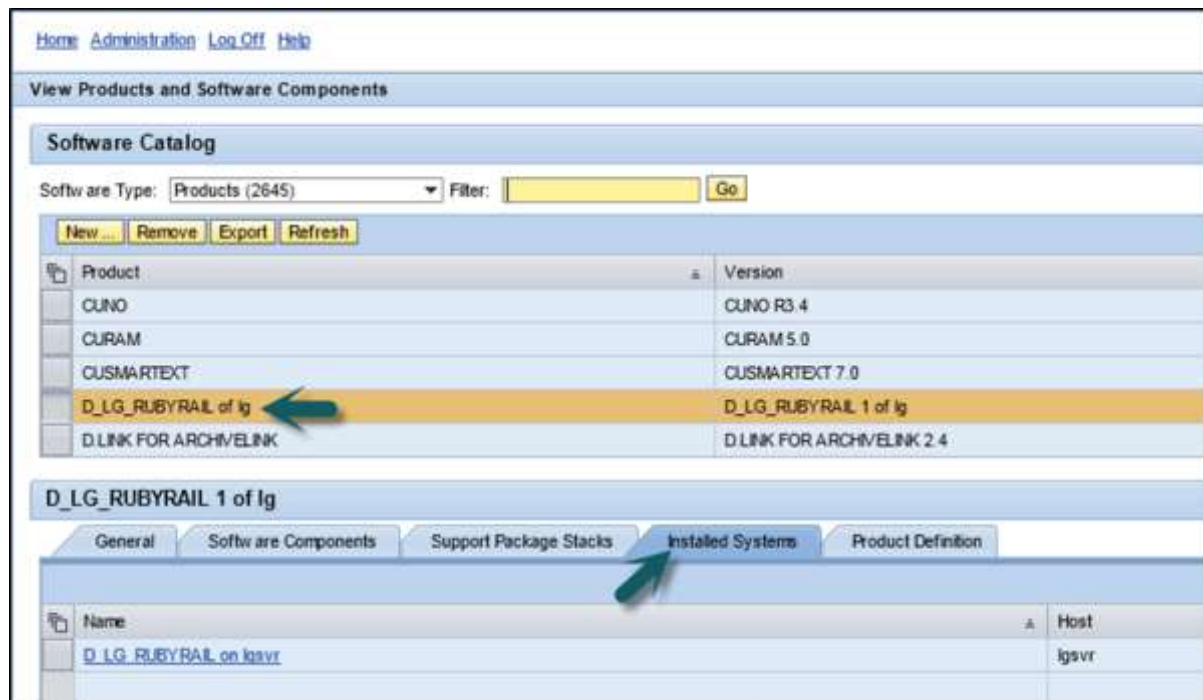 Home Administration Log Off Help
View Products and Software Components
Software Catalog
Software Type: Products (2645) Filter: Go
New ... Remove Export Refresh
Product Version
CUNO CUNO R3.4
CURAM CURAM 5.0
CUSMARTEXT CUSMARTEXT 7.0
D_LG_RUBYRAIL of lg D_LG_RUBYRAIL 1 of lg
D.LINK FOR ARCHIVELINK D.LINK FOR ARCHIVELINK 2.4
D_LG_RUBYRAIL 1 of lg
General Software Components Support Package Stacks Installed Systems Product Definition
Name Host
D_LG_RUBYRAIL on lgsvr lgsvr